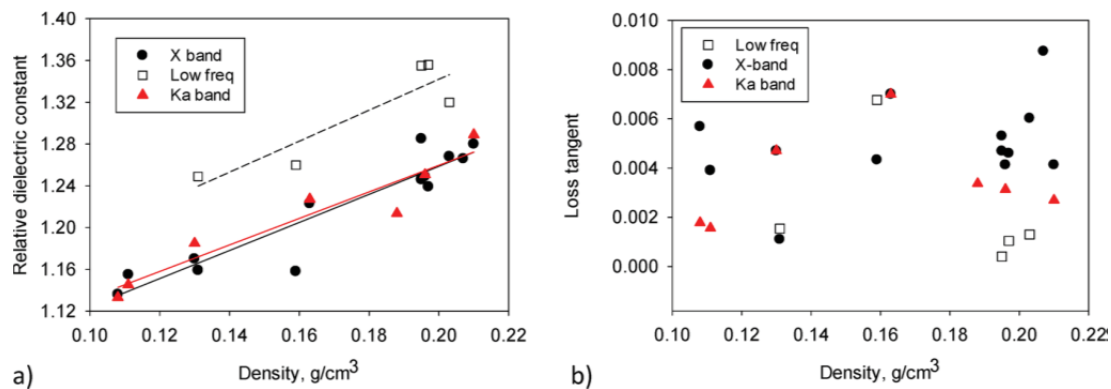 1.40
1.36
1.32
1.28
1.24
1.20
1.16
1.12
Relative dielectric constant
X band
Low freq
Ka band
0.10 0.12 0.14 0.16 0.18 0.20 0.22
Density, g/cm³
a)
0.010
0.008
0.006
0.004
0.002
0.000
Loss tangent
Low freq
X-band
Ka band
0.10 0.12 0.14 0.16 0.18 0.20 0.22
Density, g/cm³
b)